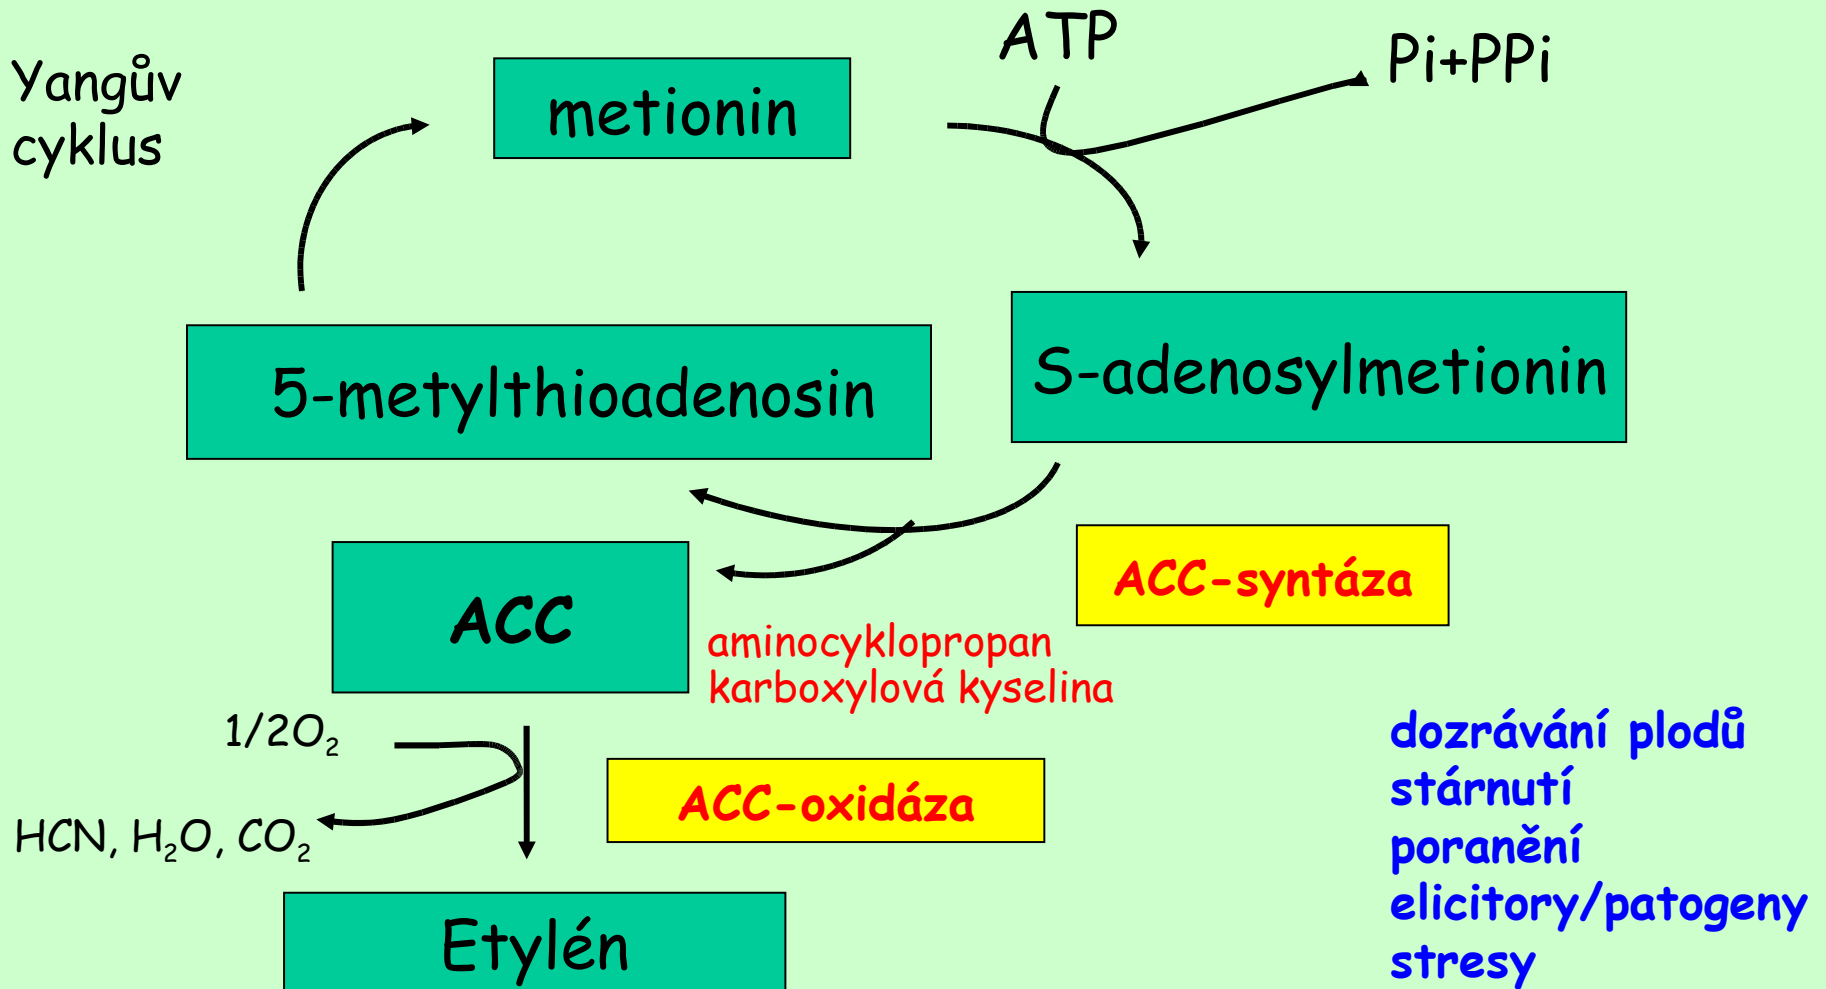 Yangův
cyklus
metionin
ATP
Pi+PPi
5-metylthioadenosin
S-adenosylmetionin
ACC
ACC-syntáza
aminocyklopropan
karboxylová kyselina
1/2O₂
ACC-oxidáza
HCN, H₂O, CO₂
Etylén
dozrávání plodů
stárnutí
poranění
elicitory/patogeny
stresy